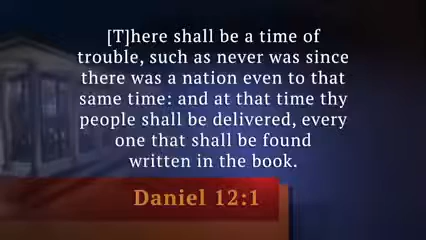 [T]here shall be a time of
trouble, such as never was since
there was a nation even to that
same time: and at that time thy
people shall be delivered, every
one that shall be found
written in the book.
Daniel 12:1